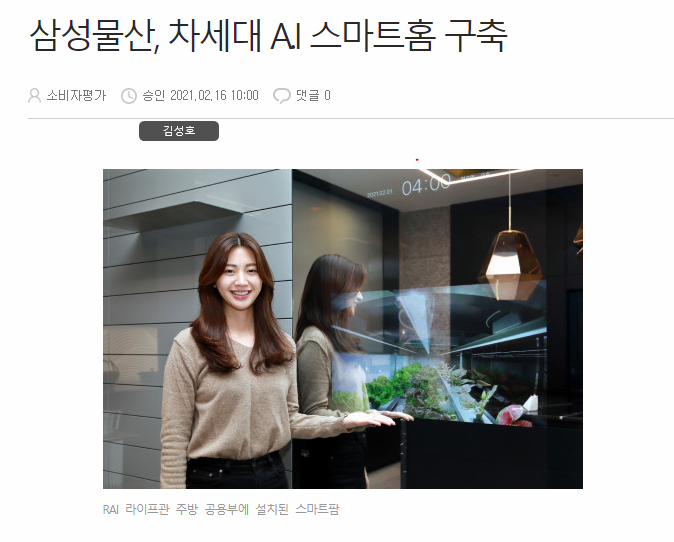 삼성물산, 차세대 A.I 스마트홈 구축
소비자평가 승인 2021.02.16 10:00 댓글 0
김성호
2021.02.01 04:00
RAI 라이프관 주방 공용부에 설치된 스마트팜